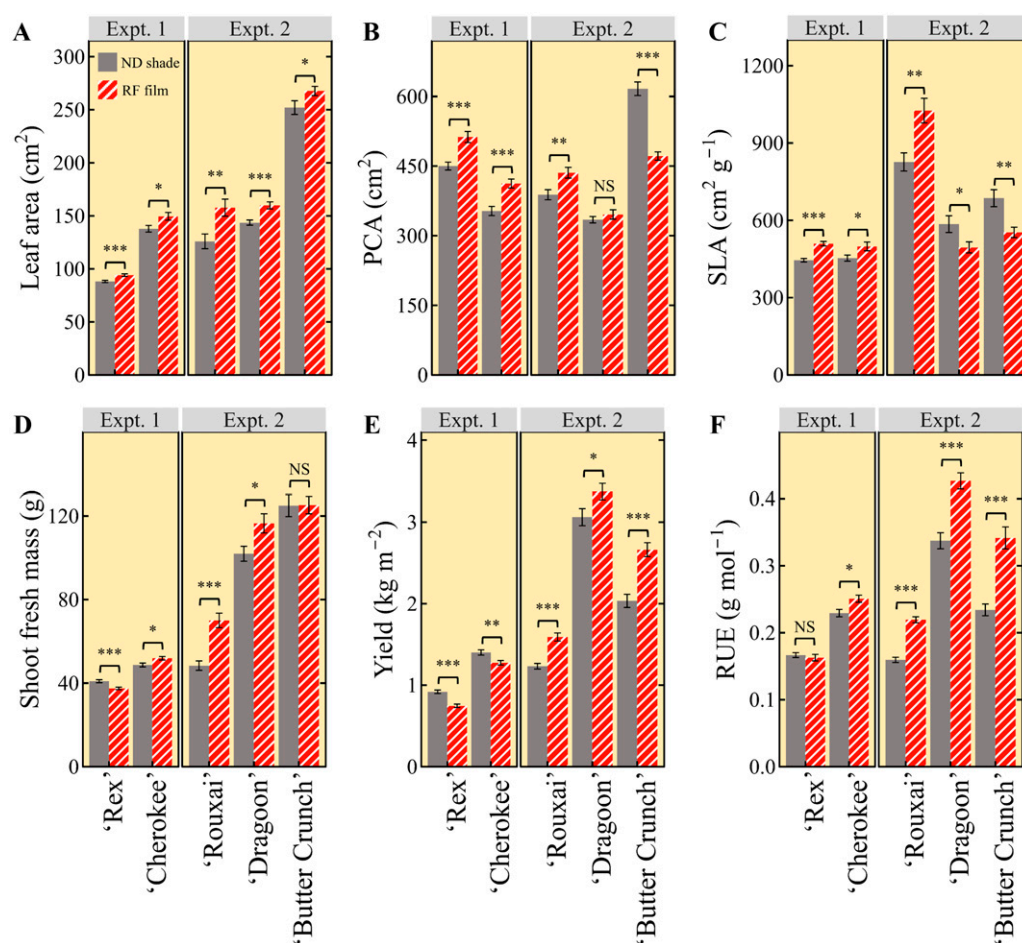 A
Expt. 1
Expt. 2
Leaf area (cm²)
300
250
200
150
100
50
0
ND shade
RF film
***
*
**
***
*
B
Expt. 1
Expt. 2
PCA (cm²)
600
450
300
150
0
***
***
**
NS
***
C
Expt. 1
Expt. 2
SLA (cm² g⁻¹)
1200
900
600
300
0
***
*
**
*
**
D
Expt. 1
Expt. 2
Shoot fresh mass (g)
120
80
40
0
***
*
***
*
NS
‘Rex’
‘Cherokee’
‘Rouxai’
‘Dragoon’
‘Butter Crunch’
E
Expt. 1
Expt. 2
Yield (kg m⁻²)
4
3
2
1
0
***
**
***
*
***
‘Rex’
‘Cherokee’
‘Rouxai’
‘Dragoon’
‘Butter Crunch’
F
Expt. 1
Expt. 2
RUE (g mol⁻¹)
0.4
0.3
0.2
0.1
0.0
NS
*
***
***
***
‘Rex’
‘Cherokee’
‘Rouxai’
‘Dragoon’
‘Butter Crunch’